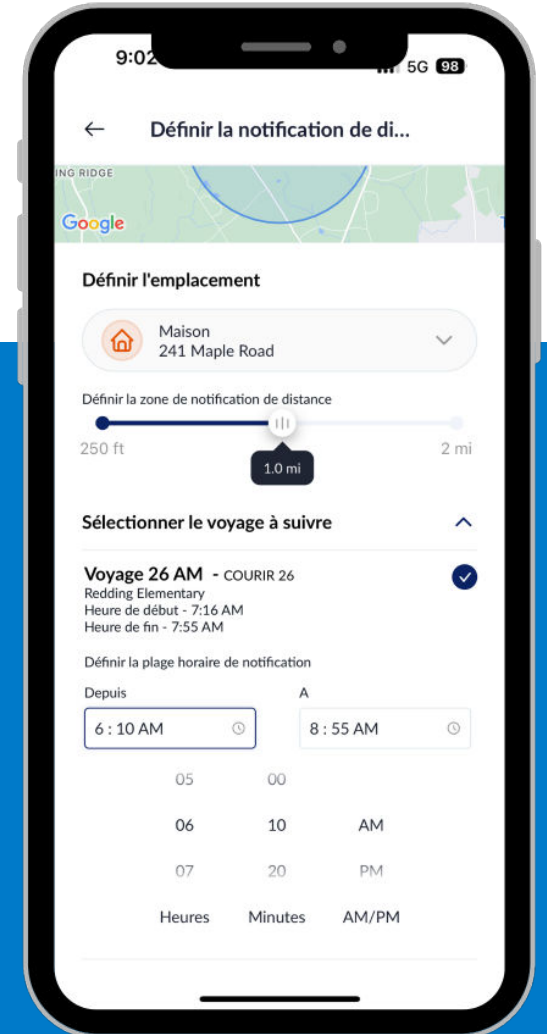 9:02
5G 98
Définir la notification de di...
ING RIDGE
Google
Définir l'emplacement
Maison
241 Maple Road
Définir la zone de notification de distance
250 ft
2 mi
1.0 mi
Sélectionner le voyage à suivre
Voyage 26 AM - COURIR 26
Redding Elementary
Heure de début - 7:16 AM
Heure de fin - 7:55 AM
Définir la plage horaire de notification
Depuis A
6 : 10 AM 8 : 55 AM
05 00
06 10 AM
07 20 PM
Heures Minutes AM/PM